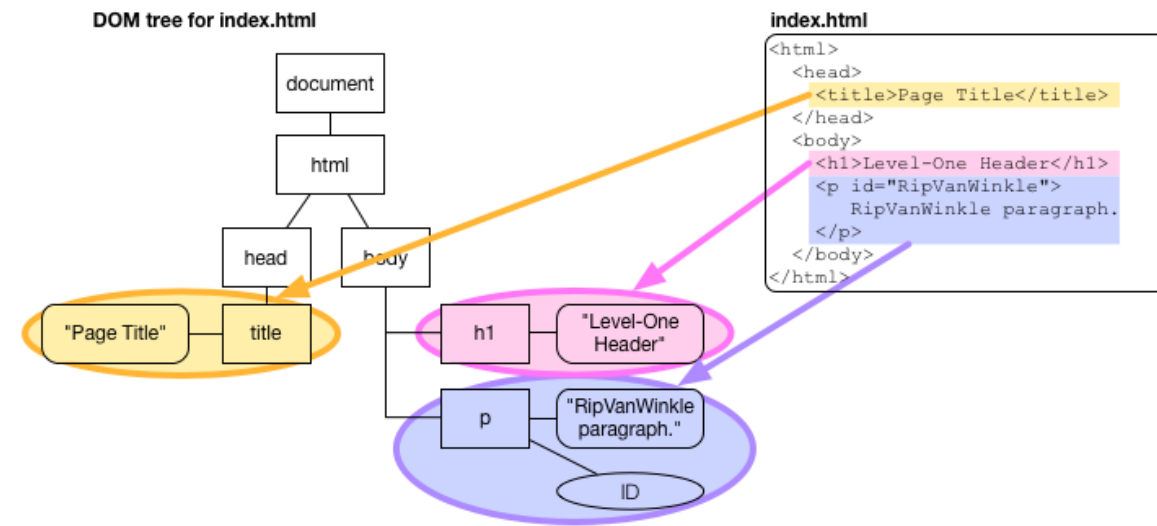 DOM tree for index.html
document
html
head
body
"Page Title"
title
h1
"Level-One
Header"
p
"RipVanWinkle
paragraph."
ID
index.html
<html>
<head>
<title>Page Title</title>
</head>
<body>
<h1>Level-One Header</h1>
<p id="RipVanWinkle">
RipVanWinkle paragraph.
</p>
</body>
</html>